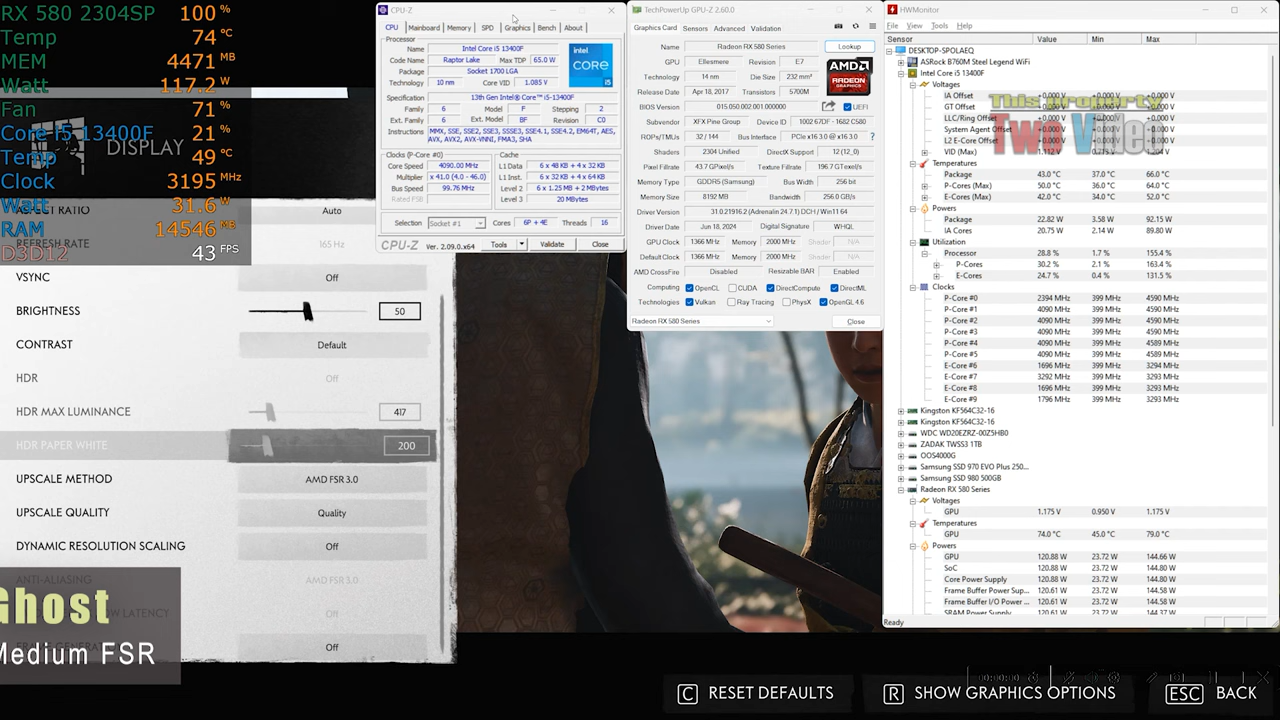 RX 580 2304SP 100 %
Temp 74 °C
MEM 4471 MB
Watt 117.2 W
Fan 71 %
Core i5-13400F 21 %
Temp 49 °C
Clock 3195 MHz
Watt 31.6 W
RAM 14546 MB
D3D12 43 FPS
DISPLAY
ASPECT RATIO Auto
REFRESH RATE 165 Hz
VSYNC Off
BRIGHTNESS 50
CONTRAST Default
HDR Off
HDR MAX LUMINANCE 417
HDR PAPER WHITE 200
UPSCALE METHOD AMD FSR 3.0
UPSCALE QUALITY Quality
DYNAMIC RESOLUTION SCALING Off
ANTI-ALIASING AMD FSR 3.0
LOW LATENCY Off
Off
Ghost
Medium FSR
CPU-Z
CPU Mainboard Memory SPD Graphics Bench About
Processor
Name Intel Core i5 13400F
Code Name Raptor Lake Max TDP 65.0 W
Package Socket 1700 LGA
Technology 10 nm Core VID 1.085 V
intel CORE i5
Specification 13th Gen Intel® Core™ i5-13400F
Family 6 Model F Stepping 2
Ext. Family 6 Ext. Model BF Revision C0
Instructions MMX, SSE, SSE2, SSE3, SSSE3, SSE4.1, SSE4.2, EM64T, AES,
AVX, AVX2, AVX-VNNI, FMA3, SHA
Clocks (P-Core #0) Cache
Core Speed 4090.00 MHz L1 Data 6 x 48 KB + 4 x 32 KB
Multiplier x 41.0 (4.0 - 46.0) L1 Inst. 6 x 32 KB + 4 x 64 KB
Bus Speed 99.76 MHz Level 2 6 x 1.25 MB + 2 MBytes
Rated FSB Level 3 20 MBytes
Selection Socket #1 Cores 6P + 4E Threads 16
CPU-Z Ver. 2.09.0.x64 Tools Validate Close
TechPowerUp GPU-Z 2.60.0
Graphics Card Sensors Advanced Validation
Name Radeon RX 580 Series Lookup
GPU Ellesmere Revision E7
Technology 14 nm Die Size 232 mm²
Release Date Apr 18, 2017 Transistors 5700M
AMD RADEON GRAPHICS
BIOS Version 015.050.002.001.000000 UEFI
Subvendor XFX Pine Group Device ID 1002 67DF - 1682 C580
ROPs/TMUs 32 / 144 Bus Interface PCIe x16 3.0 @ x16 3.0 ?
Shaders 2304 Unified DirectX Support 12 (12_0)
Pixel Fillrate 43.7 GPixel/s Texture Fillrate 196.7 GTexel/s
Memory Type GDDR5 (Samsung) Bus Width 256 bit
Memory Size 8192 MB Bandwidth 256.0 GB/s
Driver Version 31.0.21916.2 (Adrenalin 24.7.1) DCH / Win11 64
Driver Date Jun 18, 2024 Digital Signature WHQL
GPU Clock 1366 MHz Memory 2000 MHz Shader N/A
Default Clock 1366 MHz Memory 2000 MHz Shader N/A
AMD CrossFire Disabled Resizable BAR Enabled
Computing OpenCL CUDA DirectCompute DirectML
Technologies Vulkan Ray Tracing PhysX OpenGL 4.6
Radeon RX 580 Series Close
HWMonitor
File View Tools Help
Sensor Value Min Max
DESKTOP-SPOLAEQ
ASRock B760M Steel Legend WiFi
Intel Core i5 13400F
Voltages
IA Offset +0.000 V +0.000 V +0.000 V
GT Offset +0.000 V +0.000 V +0.000 V
LLC/Ring Offset +0.000 V +0.000 V +0.000 V
System Agent Offset +0.000 V +0.000 V +0.000 V
L2 E-Core Offset +0.000 V +0.000 V +0.000 V
VID (Max) 1.112 V 1.204 V
This Property
Temperatures
Package 43.0 °C 37.0 °C 66.0 °C
P-Cores (Max) 50.0 °C 36.0 °C 64.0 °C
E-Cores (Max) 42.0 °C 34.0 °C 52.0 °C
Powers
Package 22.82 W 3.58 W 92.15 W
IA Cores 20.75 W 2.14 W 89.80 W
Utilization
Processor 28.8 % 1.7 % 155.4 %
P-Cores 30.2 % 2.1 % 163.4 %
E-Cores 24.7 % 0.4 % 131.5 %
Clocks
P-Core #0 2394 MHz 399 MHz 4590 MHz
P-Core #1 4090 MHz 399 MHz 4590 MHz
P-Core #2 4090 MHz 399 MHz 4590 MHz
P-Core #3 4090 MHz 399 MHz 4590 MHz
P-Core #4 4090 MHz 399 MHz 4589 MHz
P-Core #5 4090 MHz 399 MHz 4590 MHz
E-Core #6 1696 MHz 399 MHz 3294 MHz
E-Core #7 3292 MHz 399 MHz 3293 MHz
E-Core #8 1696 MHz 399 MHz 3293 MHz
E-Core #9 1796 MHz 399 MHz 3293 MHz
Kingston KF564C32-16
Kingston KF564C32-16
WDC WD20EZRZ-00Z5HB0
ZADAK TWSS3 1TB
OOS4000G
Samsung SSD 970 EVO Plus 250...
Samsung SSD 980 500GB
Radeon RX 580 Series
Voltages
GPU 1.175 V 0.950 V 1.175 V
Temperatures
GPU 74.0 °C 45.0 °C 79.0 °C
Powers
GPU 120.88 W 23.72 W 144.66 W
SoC 120.88 W 23.72 W 144.80 W
Core Power Supply 120.88 W 23.72 W 144.80 W
Frame Buffer Power Sup... 120.61 W 23.72 W 144.58 W
Frame Buffer I/O Power ... 120.61 W 23.72 W 144.58 W
SRAM Power Supply 120.61 W 23.72 W 144.37 W
Ready
C RESET DEFAULTS
R SHOW GRAPHICS OPTIONS
ESC BACK